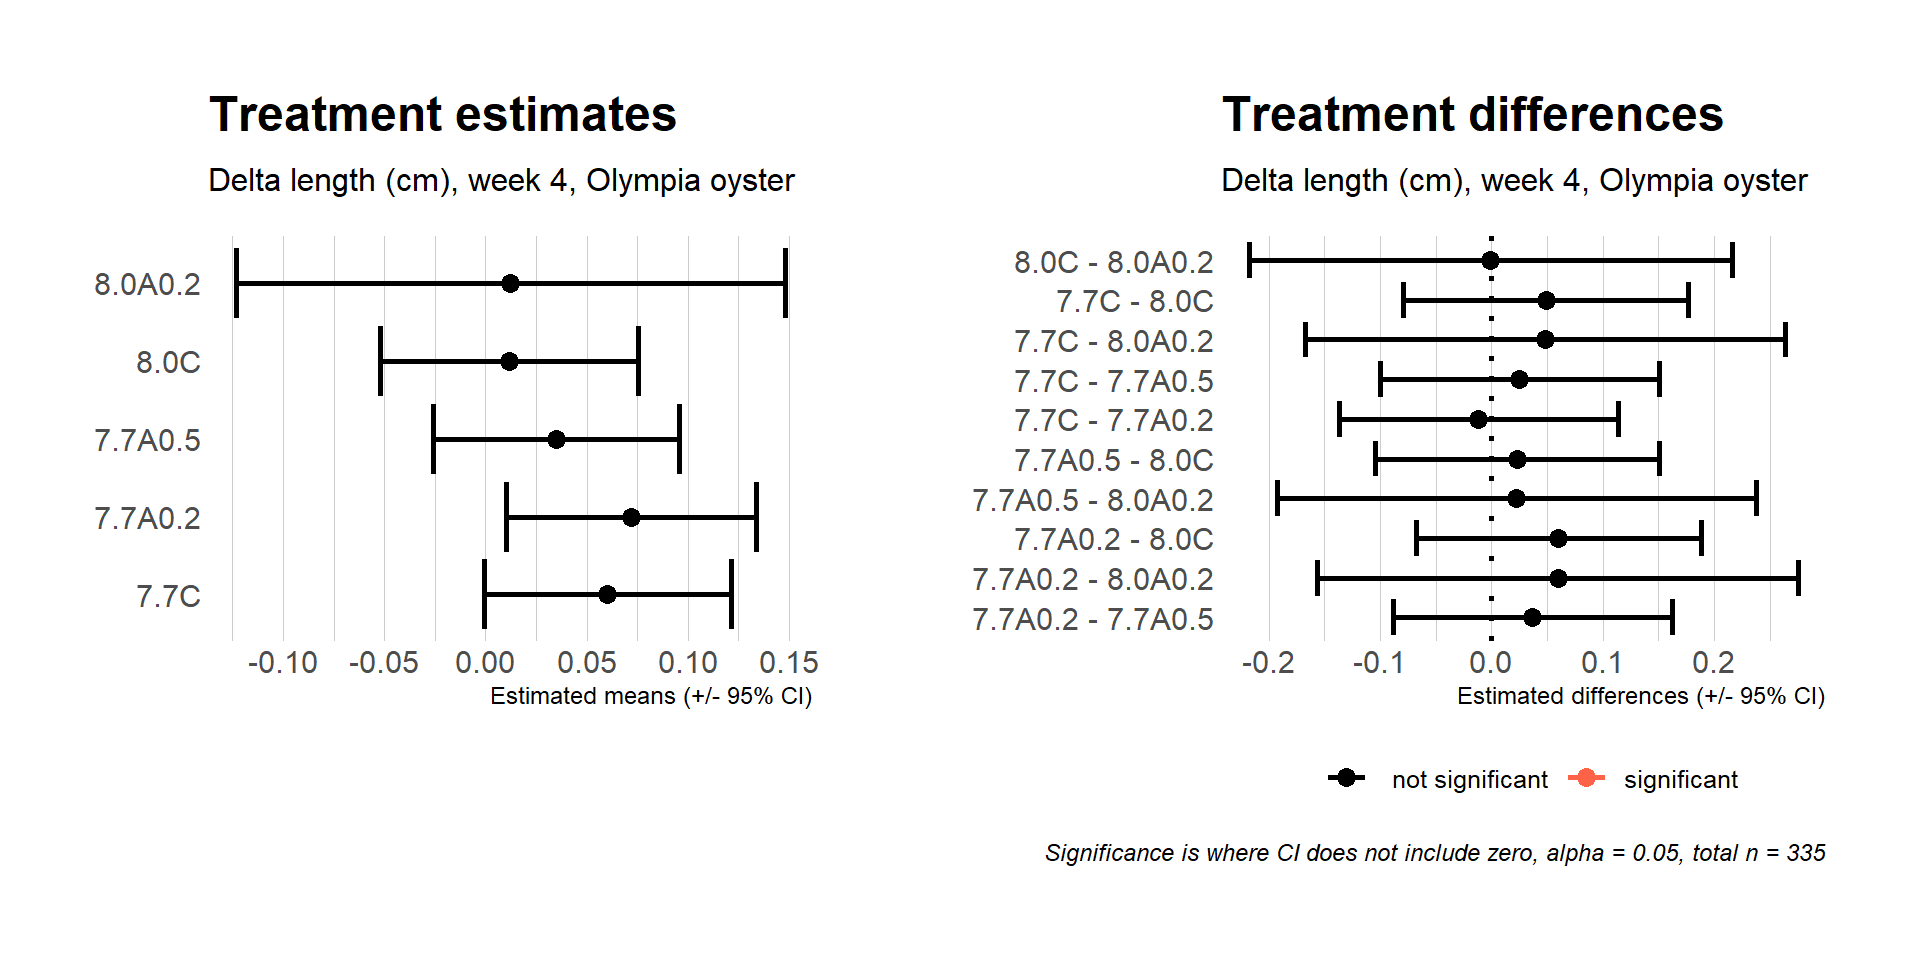 Treatment estimates
Delta length (cm), week 4, Olympia oyster
8.0A0.2
8.0C
7.7A0.5
7.7A0.2
7.7C
-0.10 -0.05 0.00 0.05 0.10 0.15
Estimated means (+/- 95% CI)
Treatment differences
Delta length (cm), week 4, Olympia oyster
8.0C - 8.0A0.2
7.7C - 8.0C
7.7C - 8.0A0.2
7.7C - 7.7A0.5
7.7C - 7.7A0.2
7.7A0.5 - 8.0C
7.7A0.5 - 8.0A0.2
7.7A0.2 - 8.0C
7.7A0.2 - 8.0A0.2
7.7A0.2 - 7.7A0.5
-0.2 -0.1 0.0 0.1 0.2
Estimated differences (+/- 95% CI)
not significant significant
Significance is where CI does not include zero, alpha = 0.05, total n = 335